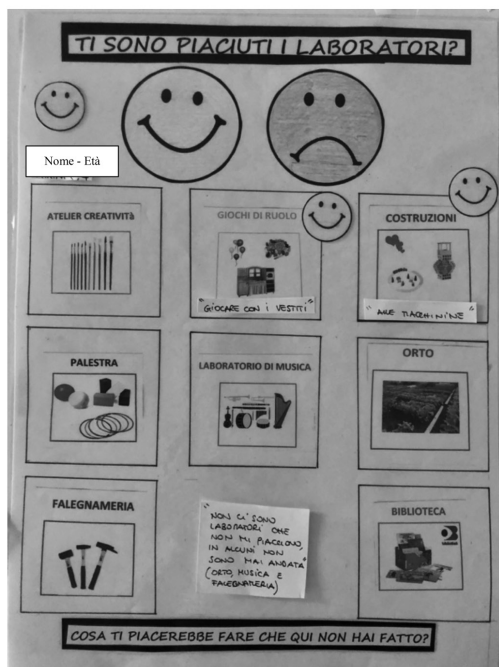 TI SONO PIACIUTI I LABORATORI?
Nome - Età
ATELIER CREATIVITà
GIOCHI DI RUOLO
COSTRUZIONI
"GIOCARE CON I VESTITI"
"ALLE MACCHININE"
PALESTRA
LABORATORIO DI MUSICA
ORTO
FALEGNAMERIA
"NON CI SONO
LABORATORI CHE
NON MI PIACCIONO,
IN ALCUNI NON
SONO MAI ANDATA"
(ORTO, MUSICA E
FALEGNAMERIA)
BIBLIOTECA
COSA TI PIACEREBBE FARE CHE QUI NON HAI FATTO?